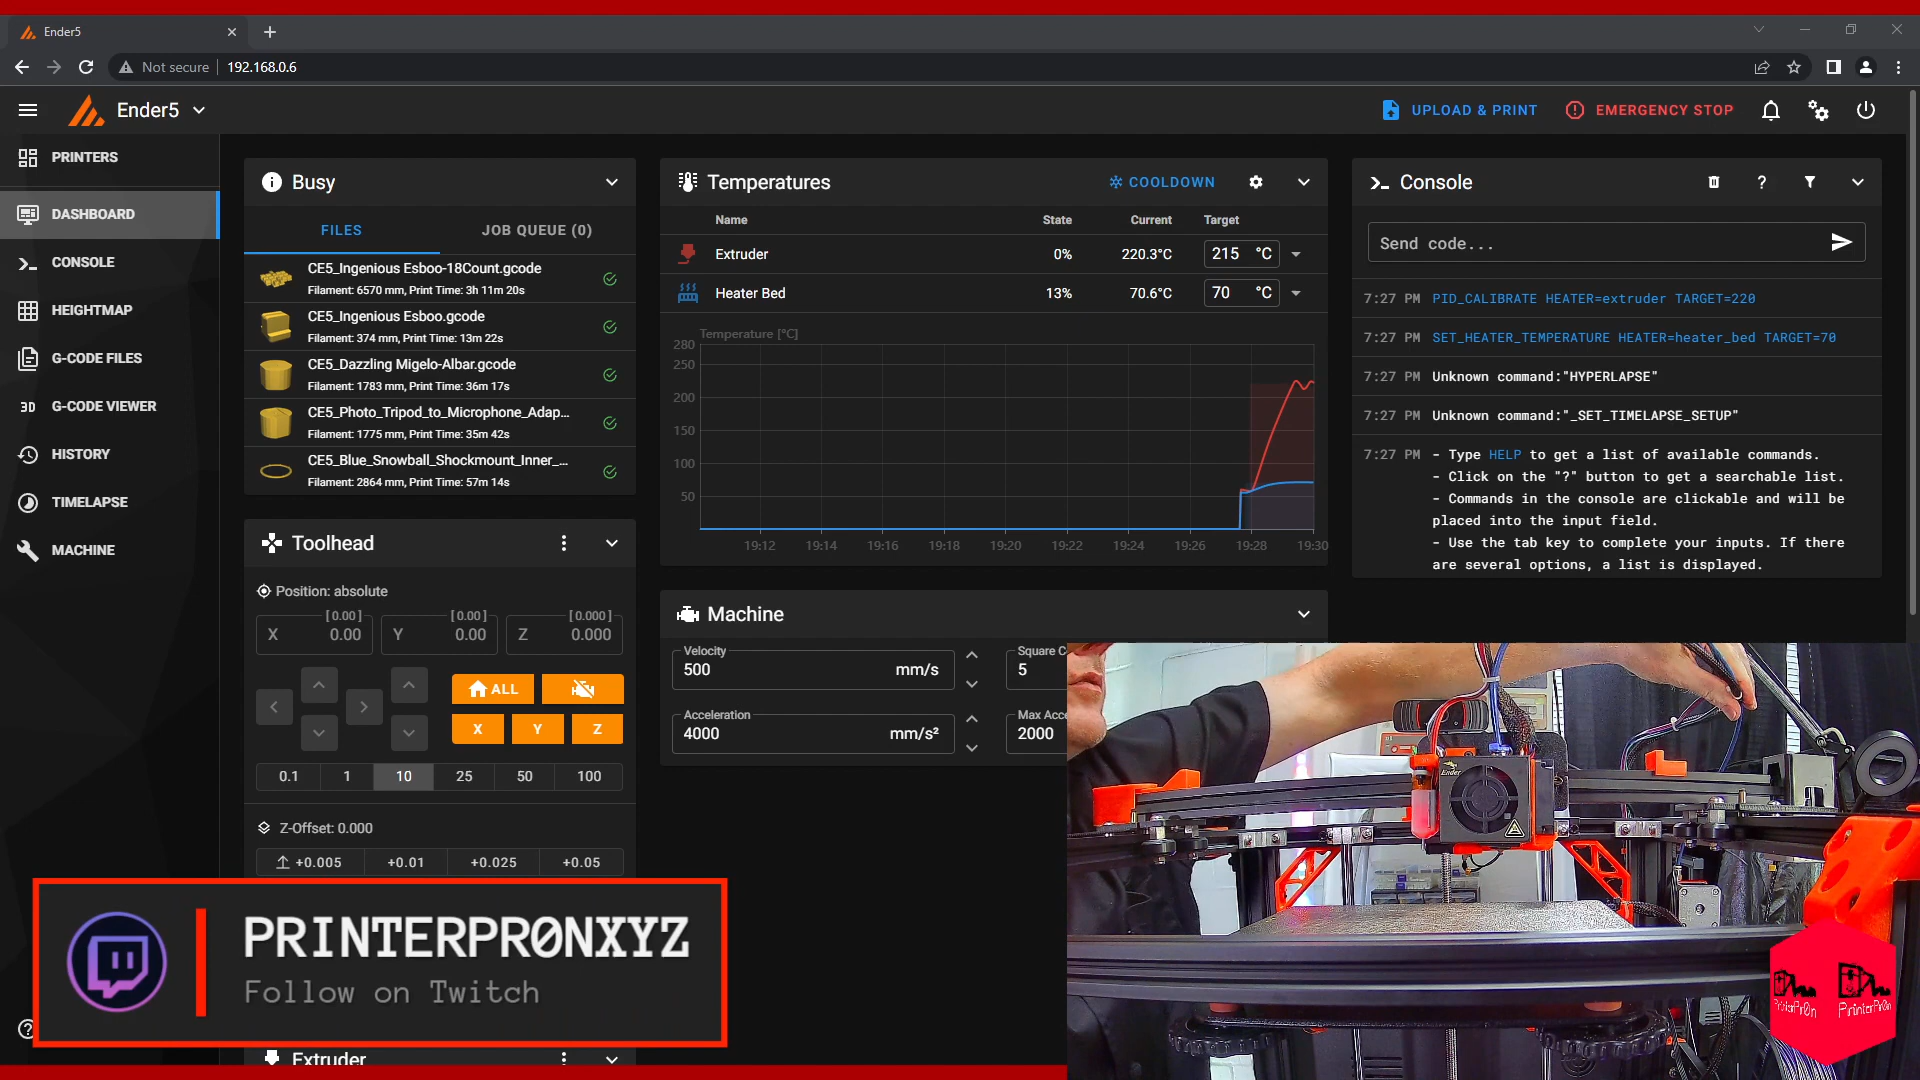 Ender5
Not secure
192.168.0.6
Ender5
UPLOAD & PRINT
EMERGENCY STOP
PRINTERS
DASHBOARD
CONSOLE
HEIGHTMAP
G-CODE FILES
3D G-CODE VIEWER
HISTORY
TIMELAPSE
MACHINE
Busy
FILES
JOB QUEUE (0)
CE5_Ingenious Esboo-18Count.gcode
Filament: 6570 mm, Print Time: 3h 11m 20s
CE5_Ingenious Esboo.gcode
Filament: 374 mm, Print Time: 13m 22s
CE5_Dazzling Migelo-Albar.gcode
Filament: 1783 mm, Print Time: 36m 17s
CE5_Photo_Tripod_to_Microphone_Adap...
Filament: 1775 mm, Print Time: 35m 42s
CE5_Blue_Snowball_Shockmount_Inner_...
Filament: 2864 mm, Print Time: 57m 14s
Toolhead
Position: absolute
[0.00] [0.00] [0.000]
X 0.00 Y 0.00 Z 0.000
ALL
X Y Z
0.1 1 10 25 50 100
Z-Offset: 0.000
+0.005 +0.01 +0.025 +0.05
Extruder
Temperatures
COOLDOWN
Name State Current Target
Extruder 0% 220.3°C 215 °C
Heater Bed 13% 70.6°C 70 °C
Temperature [°C]
280
250
200
150
100
50
19:12 19:14 19:16 19:18 19:20 19:22 19:24 19:26 19:28 19:30
Machine
Velocity
500 mm/s
Square C
5
Acceleration
4000 mm/s²
Max Acce
2000
Console
Send code...
7:27 PM PID_CALIBRATE HEATER=extruder TARGET=220
7:27 PM SET_HEATER_TEMPERATURE HEATER=heater_bed TARGET=70
7:27 PM Unknown command:"HYPERLAPSE"
7:27 PM Unknown command:"_SET_TIMELAPSE_SETUP"
7:27 PM - Type HELP to get a list of available commands.
- Click on the "?" button to get a searchable list.
- Commands in the console are clickable and will be
placed into the input field.
- Use the tab key to complete your inputs. If there
are several options, a list is displayed.
Ender
PrinterPr0n
PrinterPr0n
PRINTERPR0NXYZ
Follow on Twitch